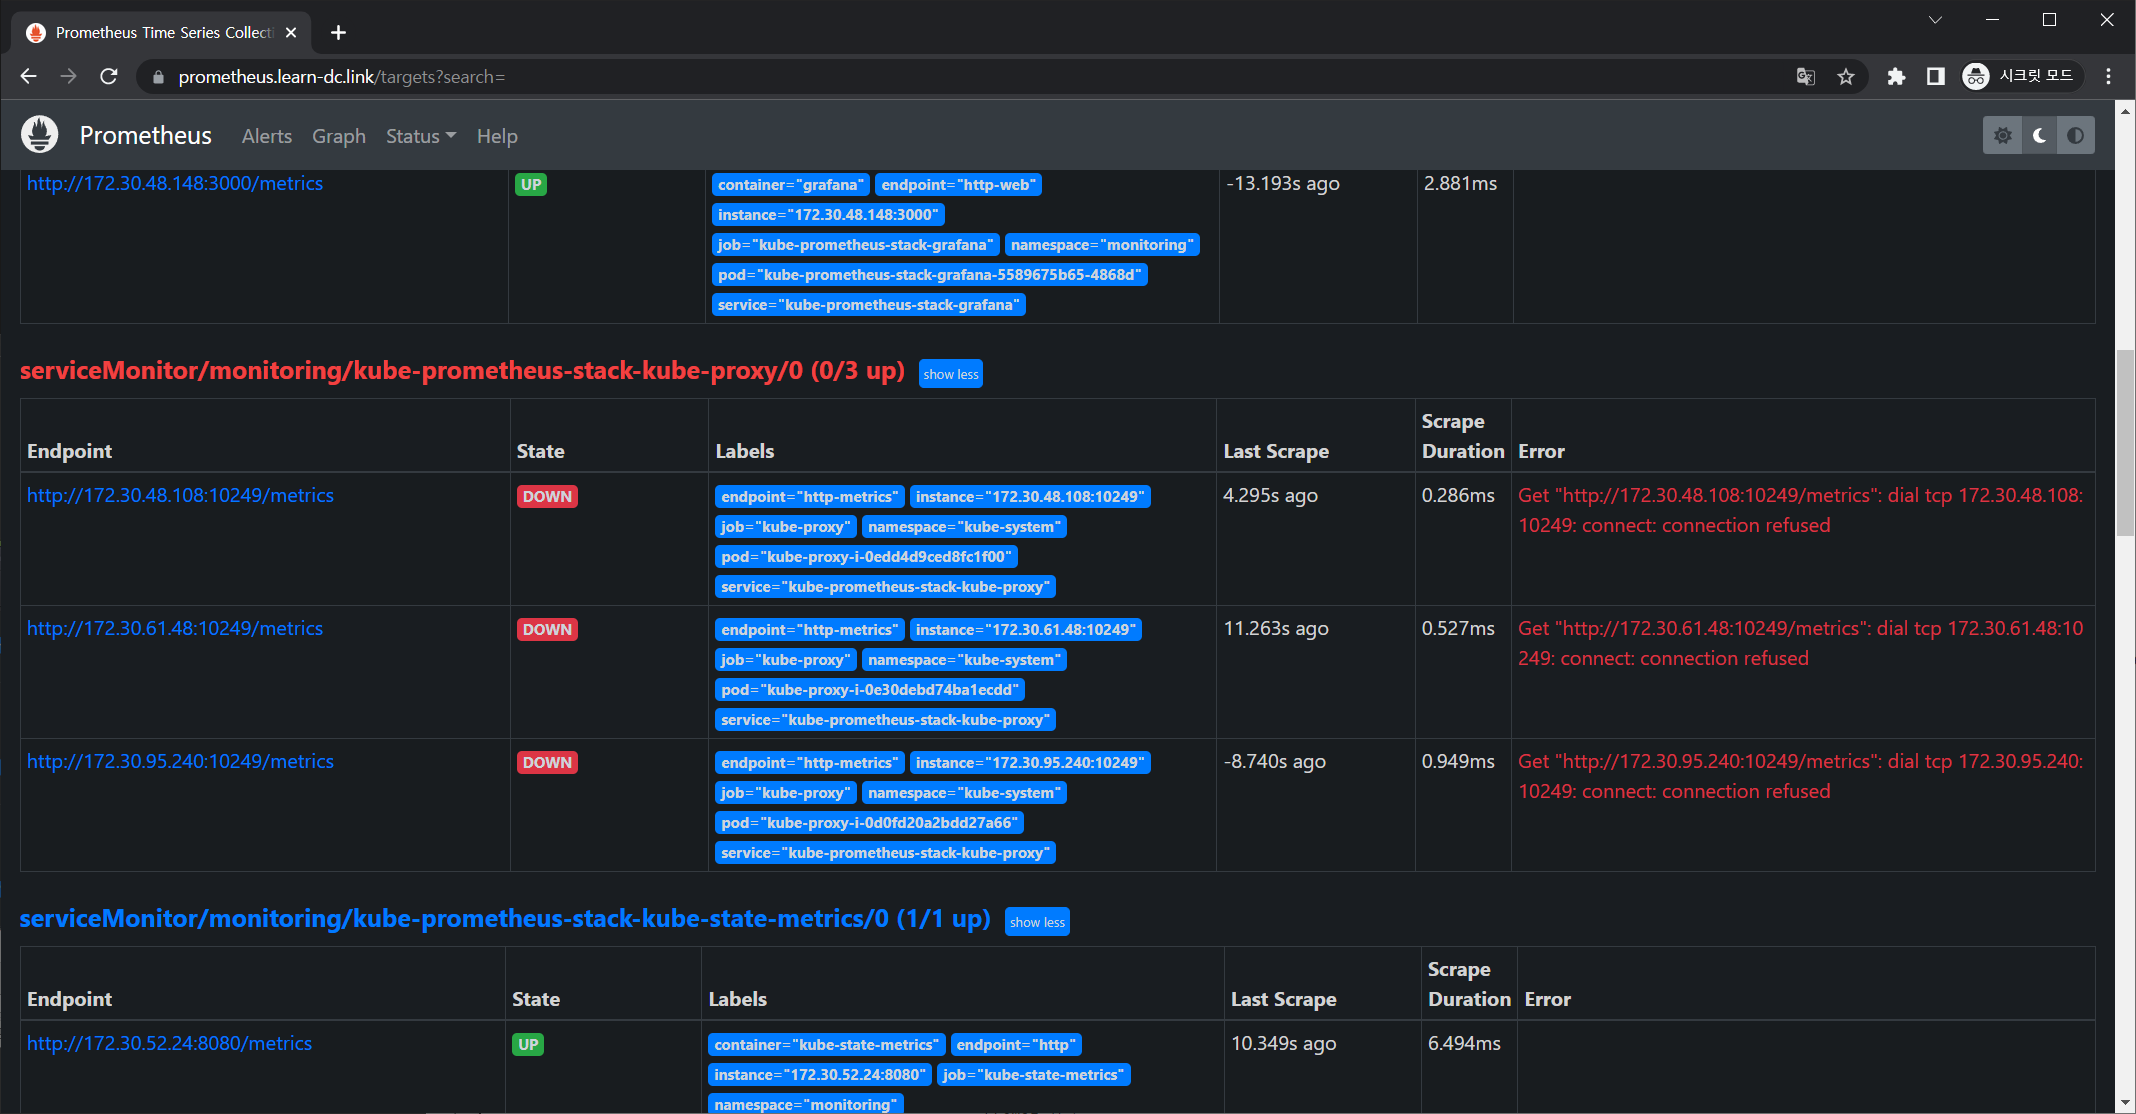 Prometheus Time Series Collecti
prometheus.learn-dc.link/targets?search=
시크릿 모드
Prometheus Alerts Graph Status Help
http://172.30.48.148:3000/metrics UP container="grafana" endpoint="http-web" -13.193s ago 2.881ms
instance="172.30.48.148:3000"
job="kube-prometheus-stack-grafana" namespace="monitoring"
pod="kube-prometheus-stack-grafana-5589675b65-4868d"
service="kube-prometheus-stack-grafana"
serviceMonitor/monitoring/kube-prometheus-stack-kube-proxy/0 (0/3 up) show less
Scrape
Endpoint State Labels Last Scrape Duration Error
http://172.30.48.108:10249/metrics DOWN endpoint="http-metrics" instance="172.30.48.108:10249" 4.295s ago 0.286ms Get "http://172.30.48.108:10249/metrics": dial tcp 172.30.48.108:
job="kube-proxy" namespace="kube-system" 10249: connect: connection refused
pod="kube-proxy-i-0edd4d9ced8fc1f00"
service="kube-prometheus-stack-kube-proxy"
http://172.30.61.48:10249/metrics DOWN endpoint="http-metrics" instance="172.30.61.48:10249" 11.263s ago 0.527ms Get "http://172.30.61.48:10249/metrics": dial tcp 172.30.61.48:10
job="kube-proxy" namespace="kube-system" 249: connect: connection refused
pod="kube-proxy-i-0e30debd74ba1ecdd"
service="kube-prometheus-stack-kube-proxy"
http://172.30.95.240:10249/metrics DOWN endpoint="http-metrics" instance="172.30.95.240:10249" -8.740s ago 0.949ms Get "http://172.30.95.240:10249/metrics": dial tcp 172.30.95.240:
job="kube-proxy" namespace="kube-system" 10249: connect: connection refused
pod="kube-proxy-i-0d0fd20a2bdd27a66"
service="kube-prometheus-stack-kube-proxy"
serviceMonitor/monitoring/kube-prometheus-stack-kube-state-metrics/0 (1/1 up) show less
Scrape
Endpoint State Labels Last Scrape Duration Error
http://172.30.52.24:8080/metrics UP container="kube-state-metrics" endpoint="http" 10.349s ago 6.494ms
instance="172.30.52.24:8080" job="kube-state-metrics"
namespace="monitoring"